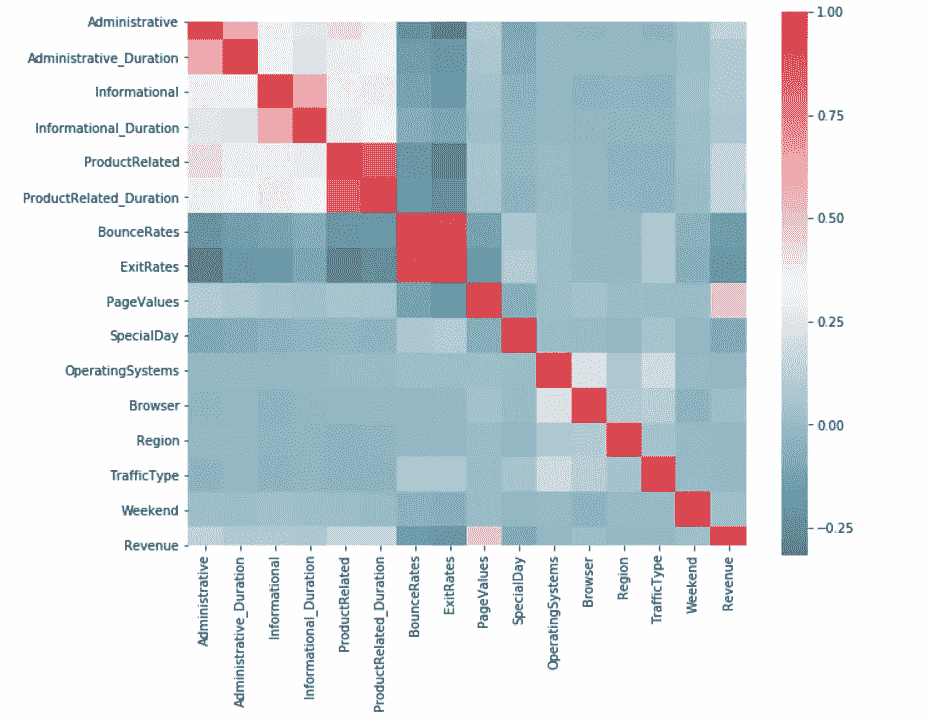 Administrative
Administrative_Duration
Informational
Informational_Duration
ProductRelated
ProductRelated_Duration
BounceRates
ExitRates
PageValues
SpecialDay
OperatingSystems
Browser
Region
TrafficType
Weekend
Revenue
Administrative
Administrative_Duration
Informational
Informational_Duration
ProductRelated
ProductRelated_Duration
BounceRates
ExitRates
PageValues
SpecialDay
OperatingSystems
Browser
Region
TrafficType
Weekend
Revenue
1.00
0.75
0.50
0.25
0.00
−0.25